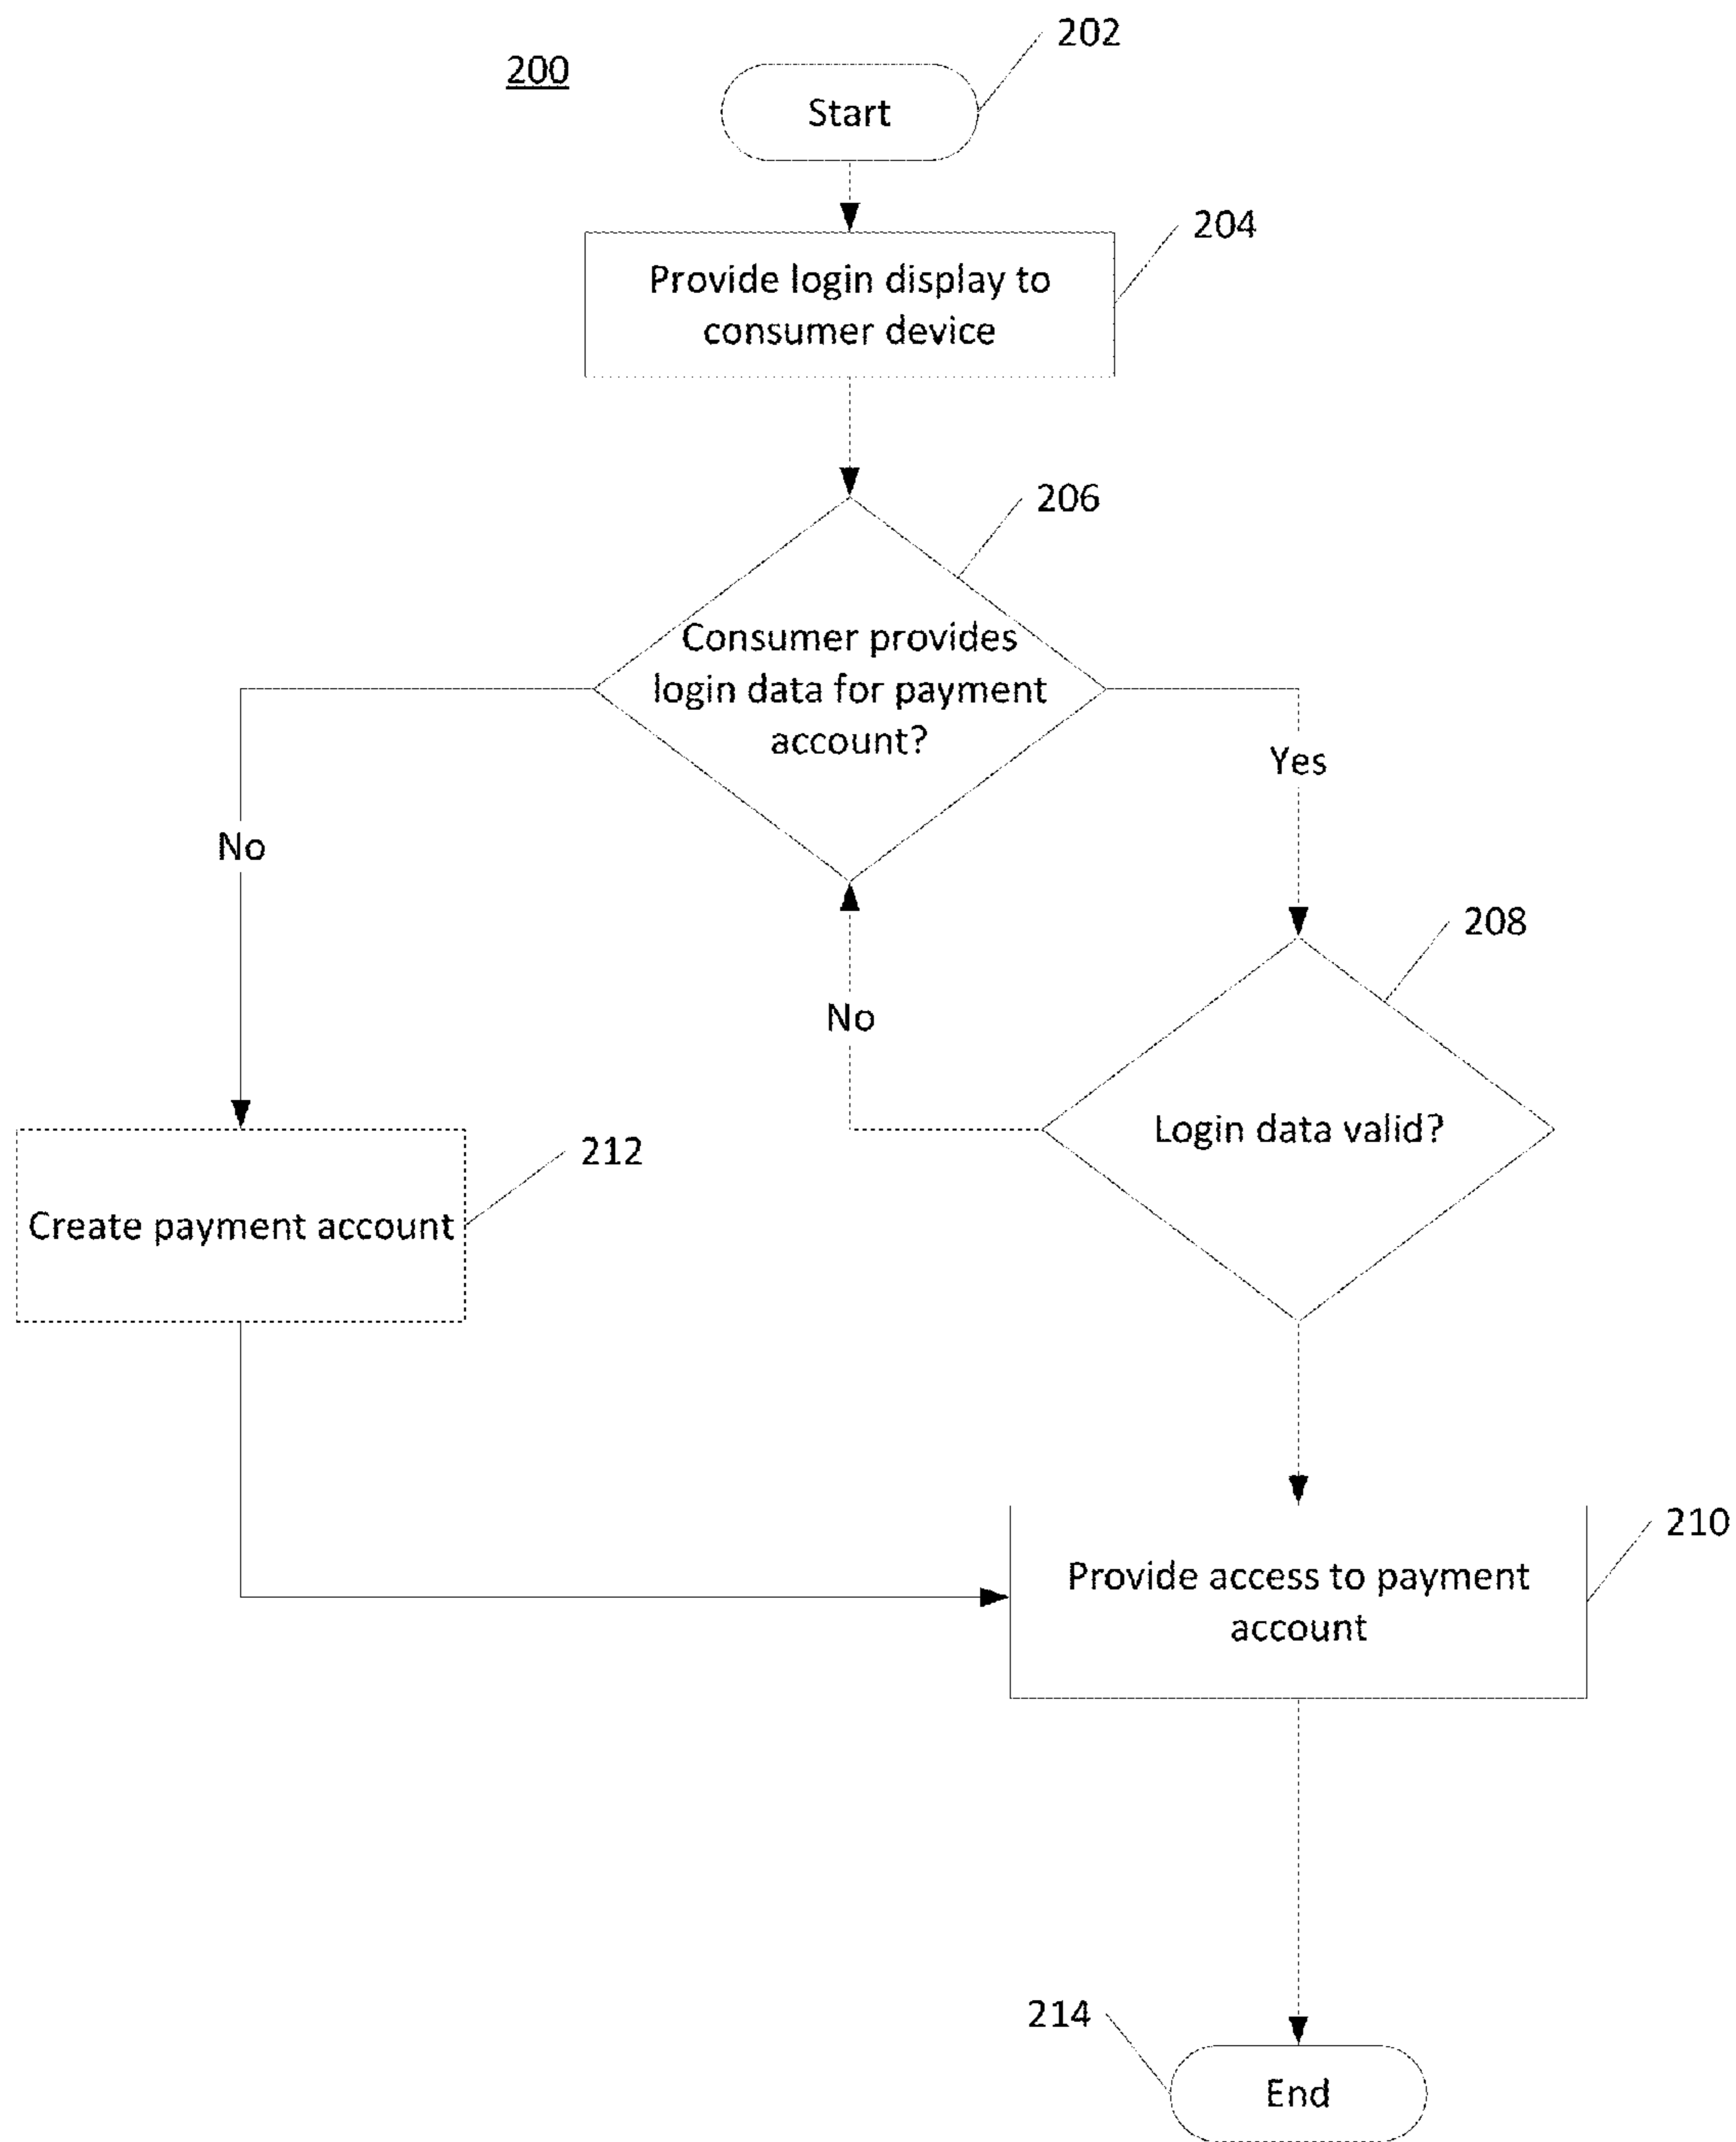 200
202
Start
204
Provide login display to
consumer device
206
Consumer provides
login data for payment
account?
Yes
No
208
No
Login data valid?
212
Create payment account
210
Provide access to payment
account
214
End